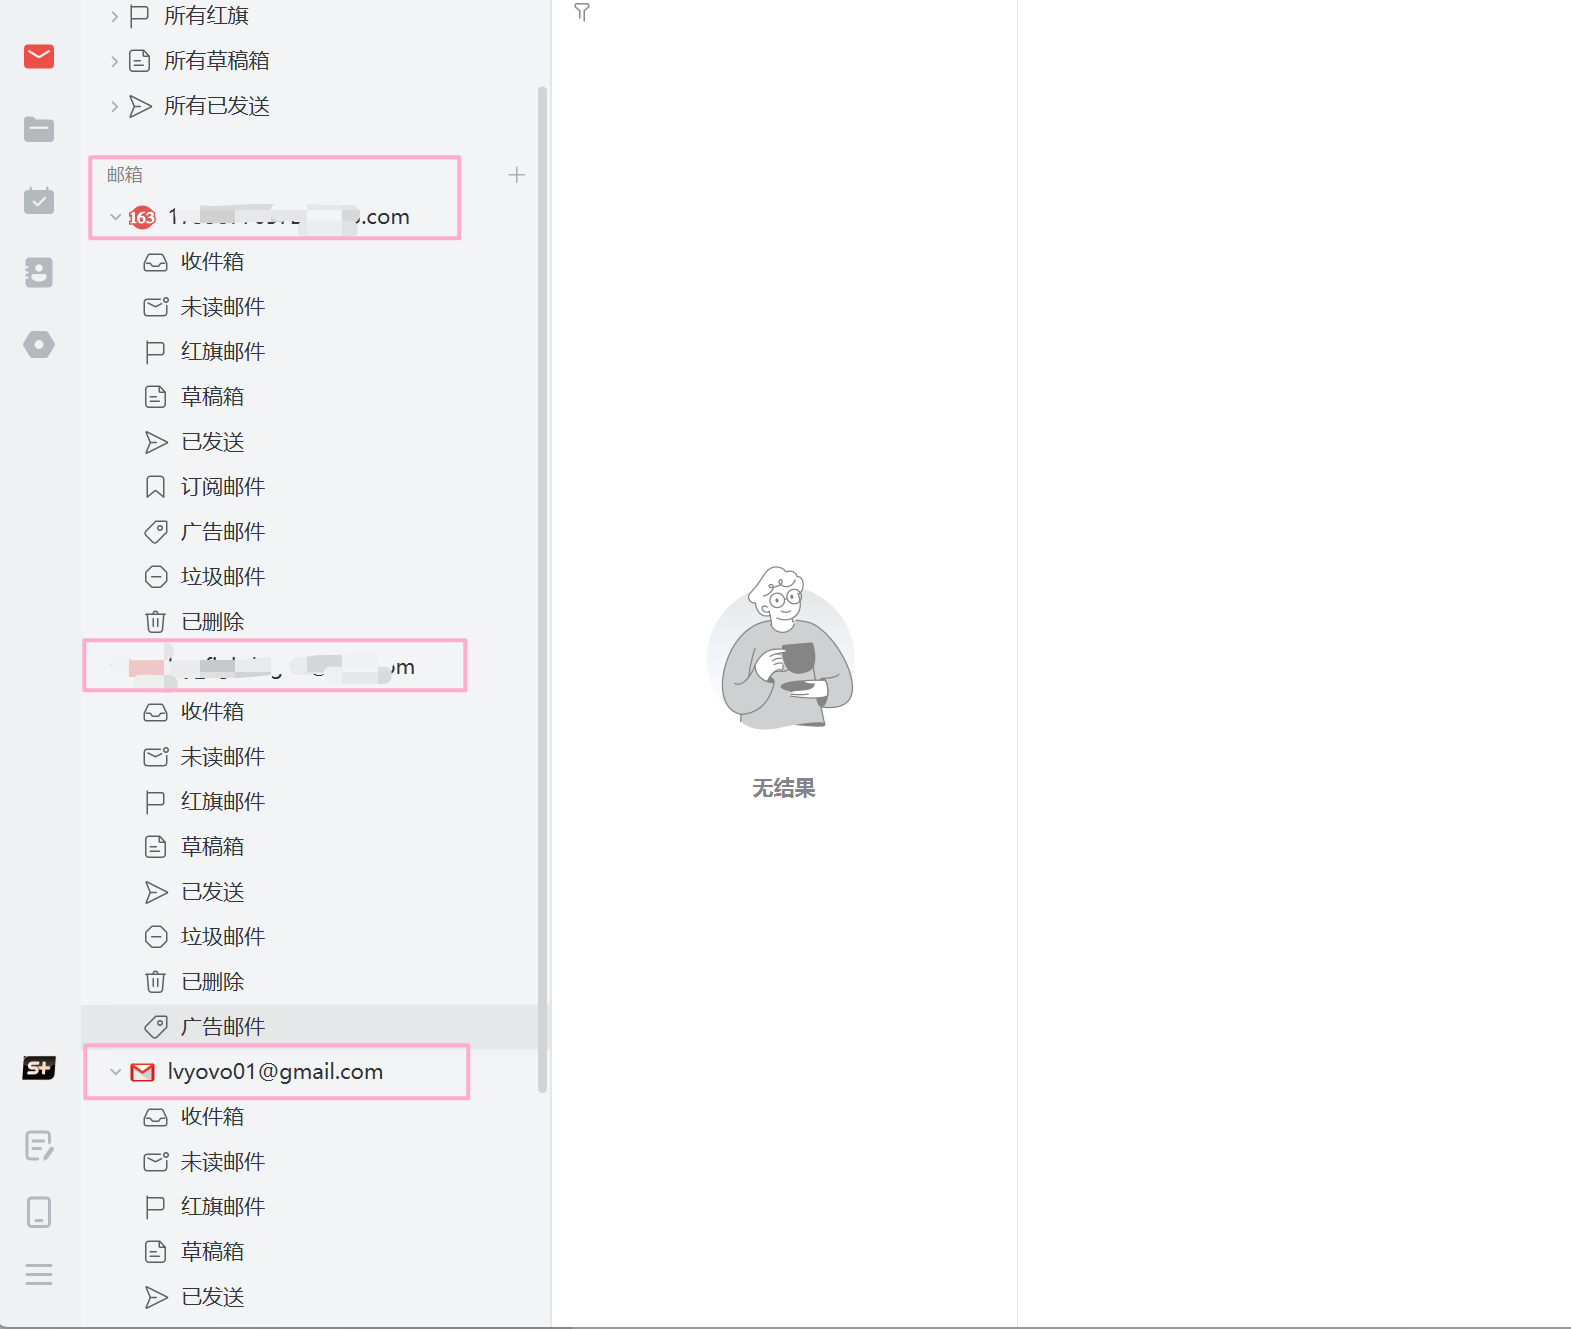 所有红旗
所有草稿箱
所有已发送
邮箱
163 .com
收件箱
未读邮件
红旗邮件
草稿箱
已发送
订阅邮件
广告邮件
垃圾邮件
已删除
收件箱
未读邮件
红旗邮件
草稿箱
已发送
垃圾邮件
已删除
广告邮件
lvyovo01@gmail.com
收件箱
未读邮件
红旗邮件
草稿箱
已发送
S+
无结果